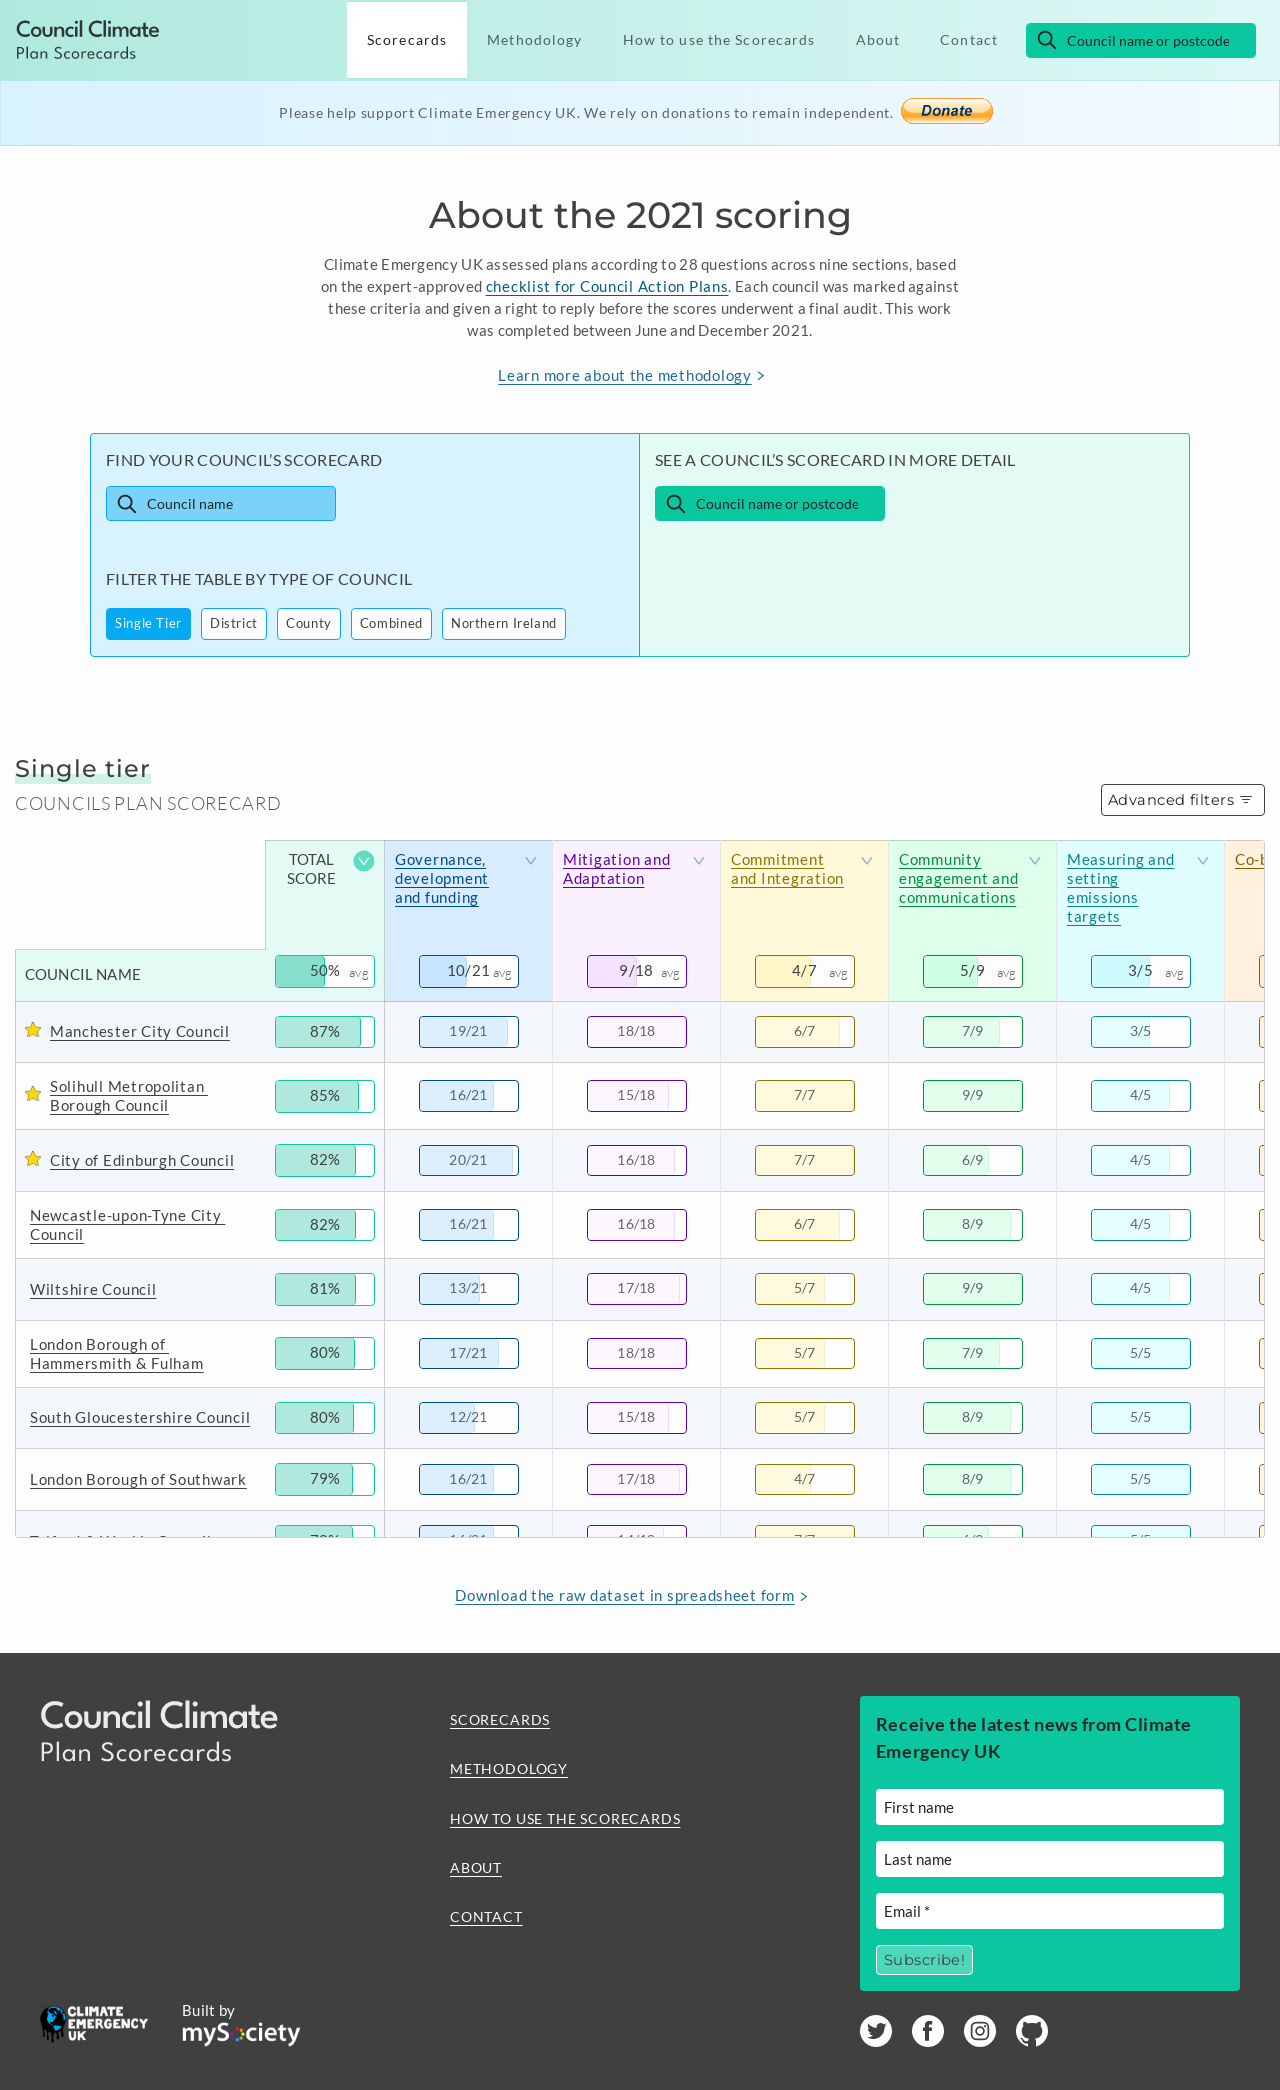 Council Climate
Plan Scorecards
Scorecards
Methodology
How to use the Scorecards
About
Contact
Council name or postcode
Please help support Climate Emergency UK. We rely on donations to remain independent.
Donate
About the 2021 scoring
Climate Emergency UK assessed plans according to 28 questions across nine sections, based
on the expert-approved checklist for Council Action Plans. Each council was marked against
these criteria and given a right to reply before the scores underwent a final audit. This work
was completed between June and December 2021.
Learn more about the methodology >
FIND YOUR COUNCIL’S SCORECARD
Council name
FILTER THE TABLE BY TYPE OF COUNCIL
Single Tier
District
County
Combined
Northern Ireland
SEE A COUNCIL’S SCORECARD IN MORE DETAIL
Council name or postcode
Single tier
COUNCILS PLAN SCORECARD
Advanced filters
TOTAL
SCORE
Governance,
development
and funding
Mitigation and
Adaptation
Commitment
and Integration
Community
engagement and
communications
Measuring and
setting
emissions
targets
COUNCIL NAME
50% avg
10/21 avg
9/18 avg
4/7 avg
5/9 avg
3/5 avg
Manchester City Council
87%
19/21
18/18
6/7
7/9
3/5
Solihull Metropolitan
Borough Council
85%
16/21
15/18
7/7
9/9
4/5
City of Edinburgh Council
82%
20/21
16/18
7/7
6/9
4/5
Newcastle-upon-Tyne City
Council
82%
16/21
16/18
6/7
8/9
4/5
Wiltshire Council
81%
13/21
17/18
5/7
9/9
4/5
London Borough of
Hammersmith & Fulham
80%
17/21
18/18
5/7
7/9
5/5
South Gloucestershire Council
80%
12/21
15/18
5/7
8/9
5/5
London Borough of Southwark
79%
16/21
17/18
4/7
8/9
5/5
Download the raw dataset in spreadsheet form >
Council Climate
Plan Scorecards
SCORECARDS
METHODOLOGY
HOW TO USE THE SCORECARDS
ABOUT
CONTACT
Receive the latest news from Climate
Emergency UK
First name
Last name
Email *
Subscribe!
CLIMATE
EMERGENCY
UK
Built by
mySociety